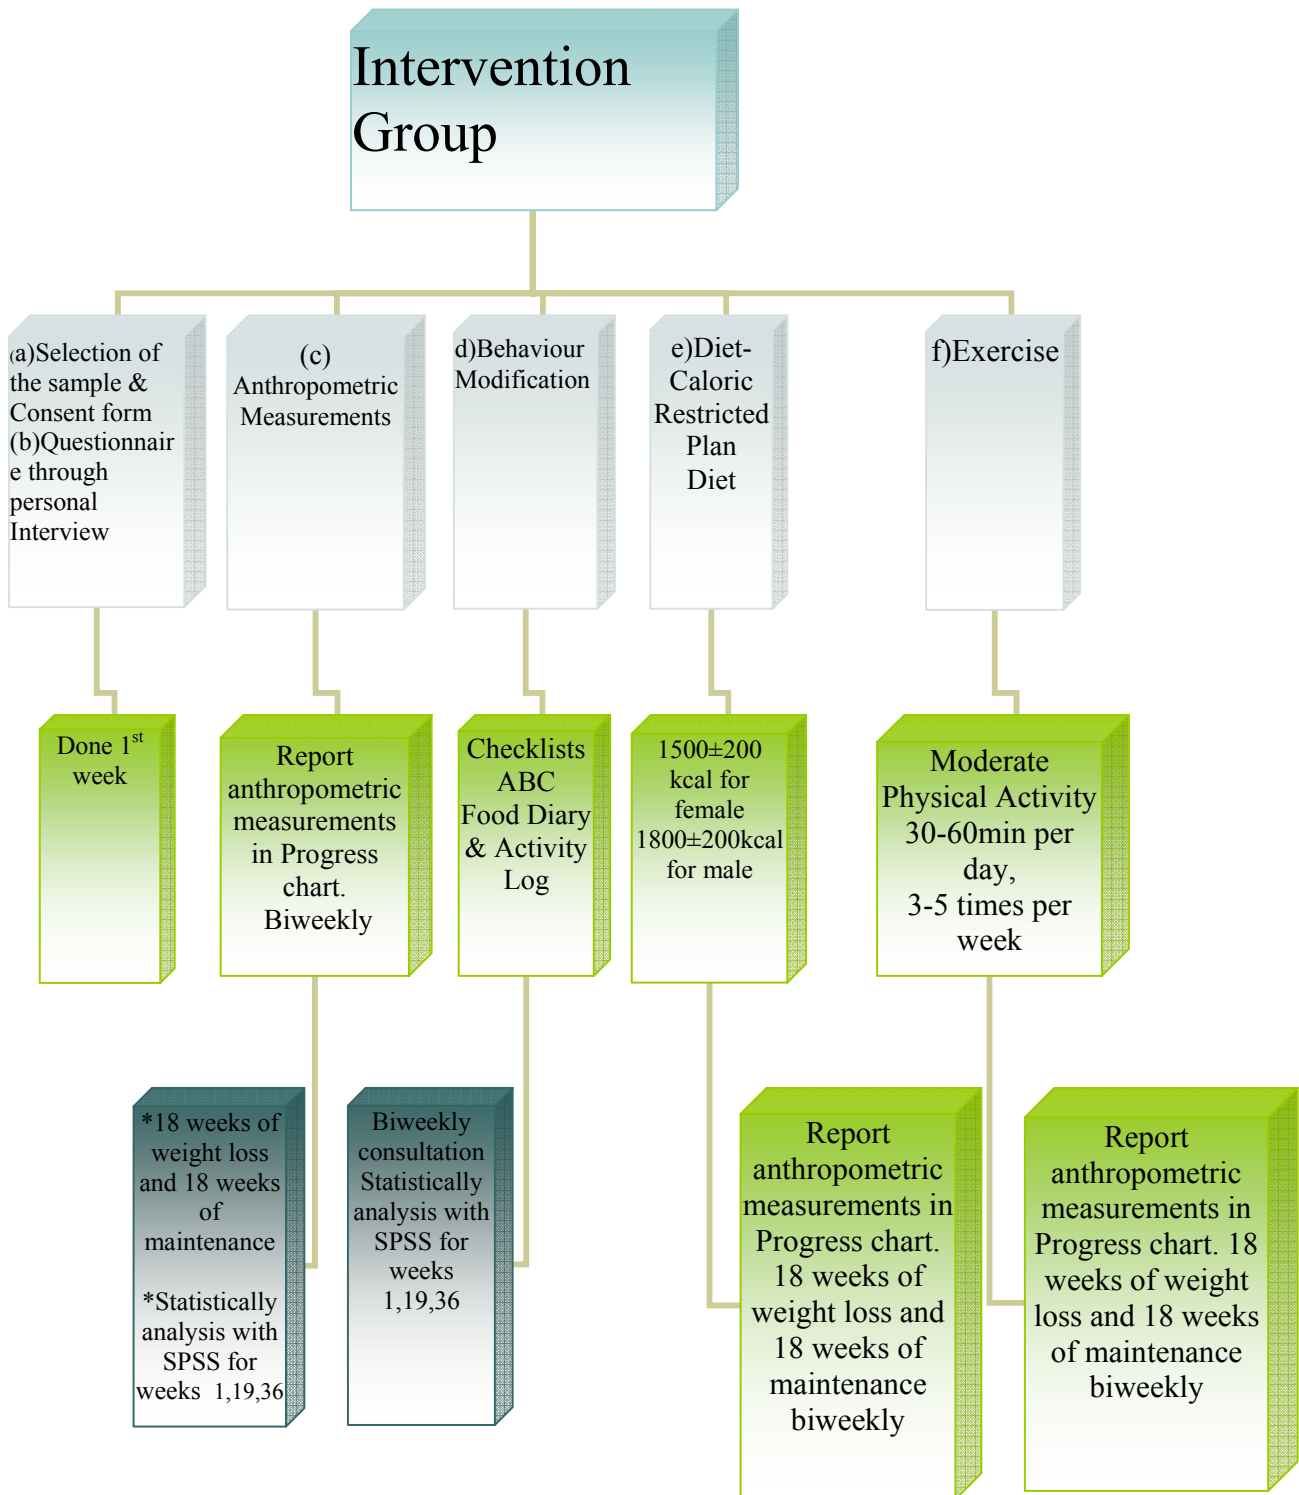 Intervention
Group
(a)Selection of
the sample &
Consent form
(b)Questionnair
e through
personal
Interview
(c)
Anthropometric
Measurements
d)Behaviour
Modification
e)Diet-
Caloric
Restricted
Plan
Diet
f)Exercise
Done 1st
week
Report
anthropometric
measurements
in Progress
chart.
Biweekly
Checklists
ABC
Food Diary
& Activity
Log
1500±200
kcal for
female
1800±200kcal
for male
Moderate
Physical Activity
30-60min per
day,
3-5 times per
week
*18 weeks of
weight loss
and 18 weeks
of
maintenance
*Statistically
analysis with
SPSS for
weeks 1,19,36
Biweekly
consultation
Statistically
analysis with
SPSS for
weeks
1,19,36
Report
anthropometric
measurements in
Progress chart.
18 weeks of
weight loss and
18 weeks of
maintenance
biweekly
Report
anthropometric
measurements in
Progress chart. 18
weeks of weight
loss and 18 weeks
of maintenance
biweekly